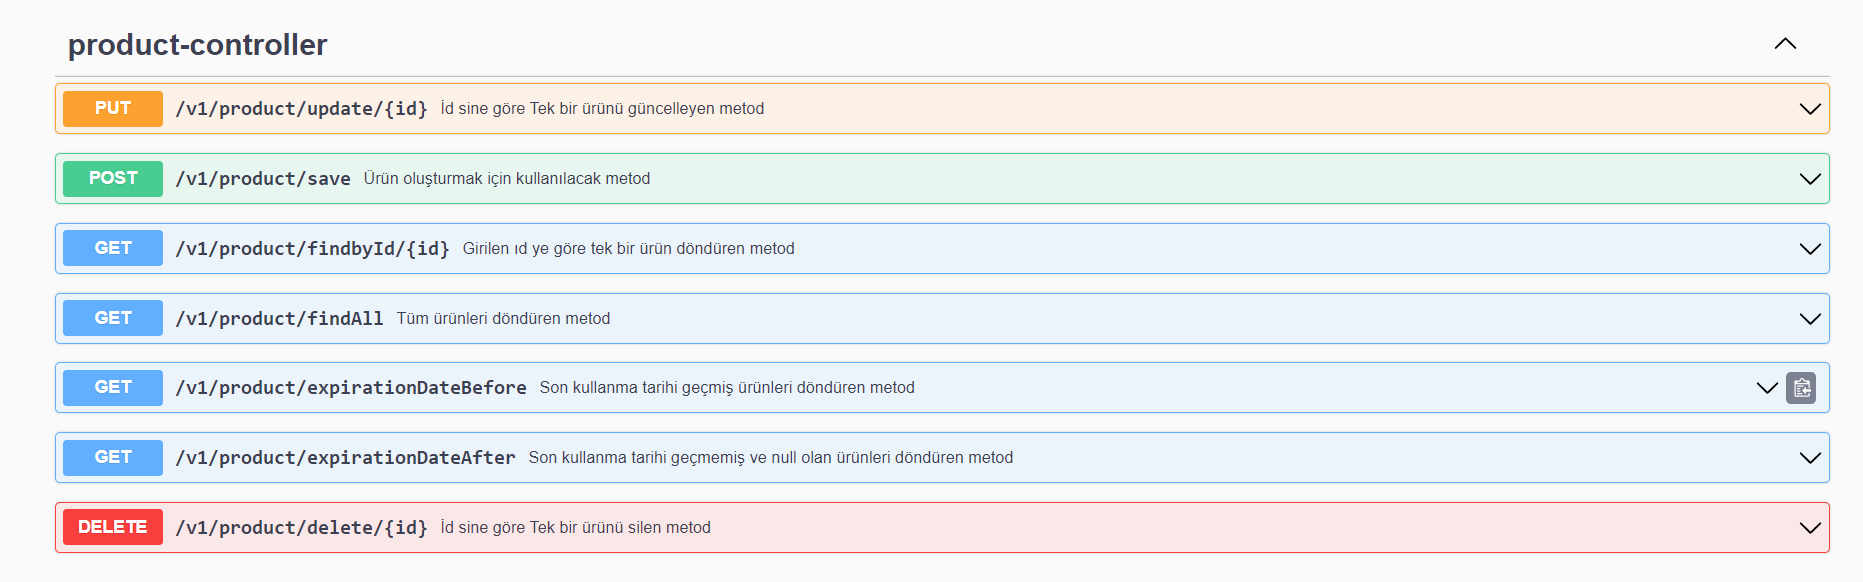 product-controller
PUT /v1/product/update/{id} İd sine göre Tek bir ürünü güncelleyen metod
POST /v1/product/save Ürün oluşturmak için kullanılacak metod
GET /v1/product/findbyId/{id} Girilen ıd ye göre tek bir ürün döndüren metod
GET /v1/product/findAll Tüm ürünleri döndüren metod
GET /v1/product/expirationDateBefore Son kullanma tarihi geçmiş ürünleri döndüren metod
GET /v1/product/expirationDateAfter Son kullanma tarihi geçmemiş ve null olan ürünleri döndüren metod
DELETE /v1/product/delete/{id} İd sine göre Tek bir ürünü silen metod